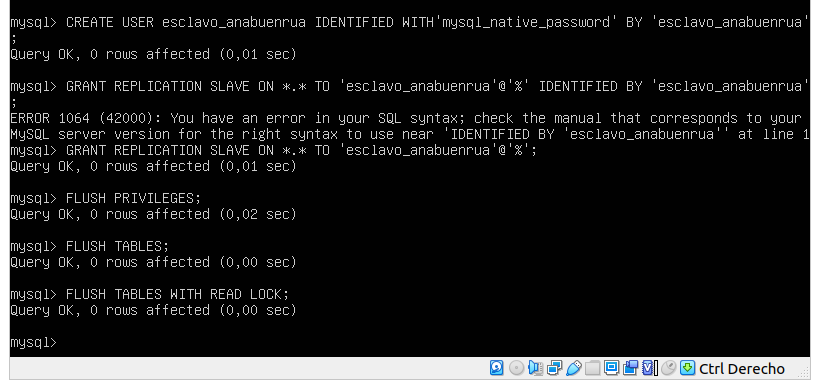 mysql> CREATE USER esclavo_anabuenrua IDENTIFIED WITH'mysql_native_password' BY 'esclavo_anabuenrua'
;
Query OK, 0 rows affected (0,01 sec)
mysql> GRANT REPLICATION SLAVE ON *.* TO 'esclavo_anabuenrua'@'%' IDENTIFIED BY 'esclavo_anabuenrua'
;
ERROR 1064 (42000): You have an error in your SQL syntax; check the manual that corresponds to your
MySQL server version for the right syntax to use near 'IDENTIFIED BY 'esclavo_anabuenrua'' at line 1
mysql> GRANT REPLICATION SLAVE ON *.* TO 'esclavo_anabuenrua'@'%';
Query OK, 0 rows affected (0,01 sec)
mysql> FLUSH PRIVILEGES;
Query OK, 0 rows affected (0,02 sec)
mysql> FLUSH TABLES;
Query OK, 0 rows affected (0,00 sec)
mysql> FLUSH TABLES WITH READ LOCK;
Query OK, 0 rows affected (0,00 sec)
mysql>
Ctrl Derecho